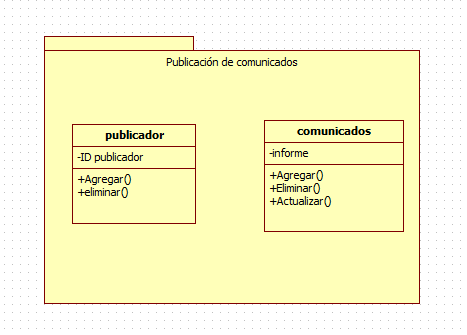 Publicación de comunicados
publicador
-ID publicador
+Agregar()
+eliminar()
comunicados
-informe
+Agregar()
+Eliminar()
+Actualizar()